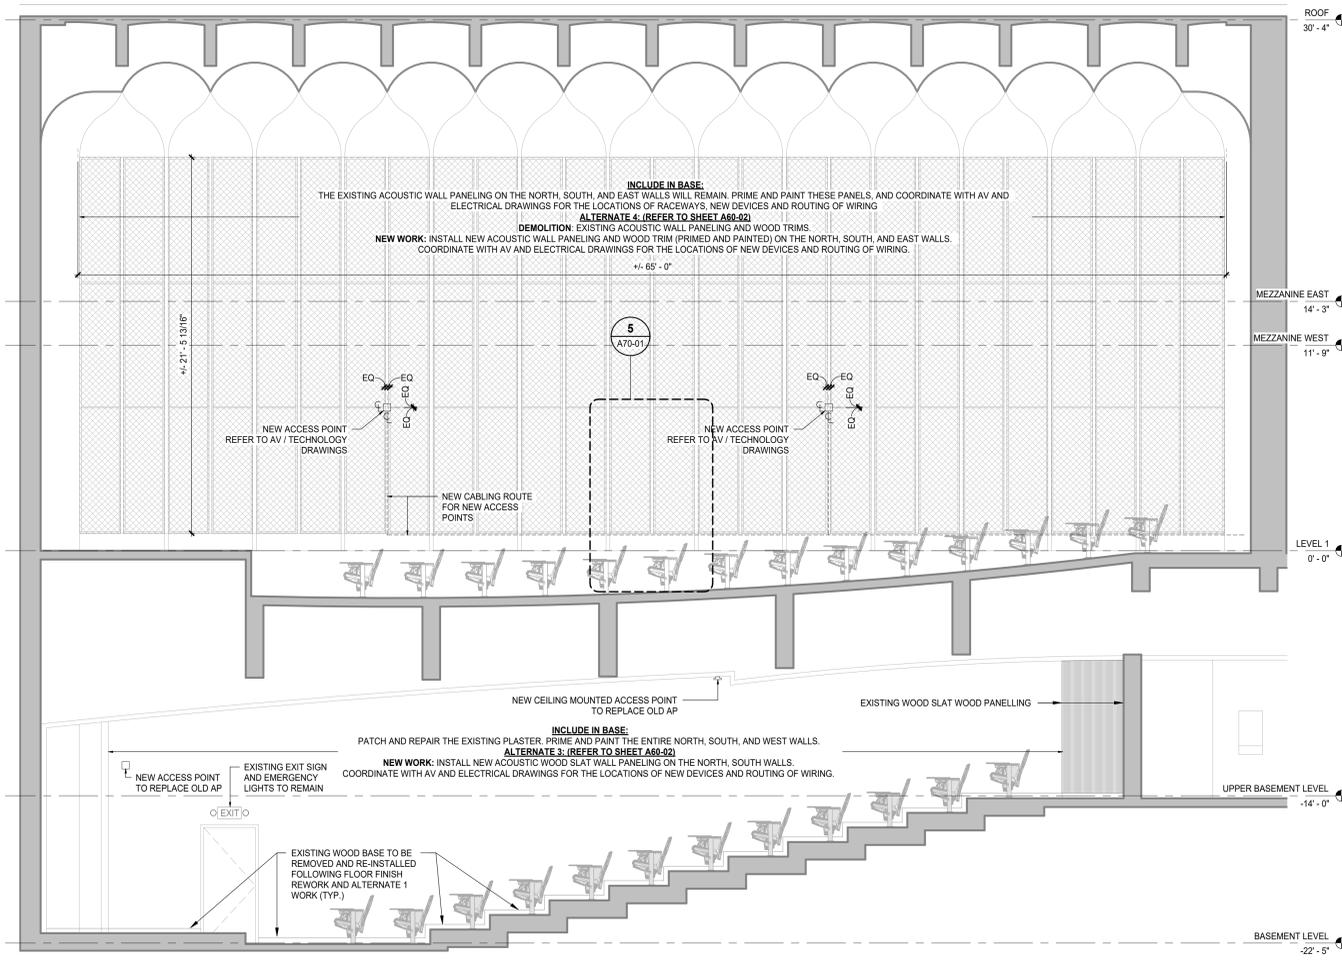 ROOF
30' - 4"
INCLUDE IN BASE:
THE EXISTING ACOUSTIC WALL PANELING ON THE NORTH, SOUTH, AND EAST WALLS WILL REMAIN. PRIME AND PAINT THESE PANELS, AND COORDINATE WITH AV AND
ELECTRICAL DRAWINGS FOR THE LOCATIONS OF RACEWAYS, NEW DEVICES AND ROUTING OF WIRING
ALTERNATE 4: (REFER TO SHEET A60-02)
DEMOLITION: EXISTING ACOUSTIC WALL PANELING AND WOOD TRIMS.
NEW WORK: INSTALL NEW ACOUSTIC WALL PANELING AND WOOD TRIM (PRIMED AND PAINTED) ON THE NORTH, SOUTH, AND EAST WALLS.
COORDINATE WITH AV AND ELECTRICAL DRAWINGS FOR THE LOCATIONS OF NEW DEVICES AND ROUTING OF WIRING.
+/- 65' - 0"
MEZZANINE EAST
14' - 3"
+/- 21' - 5 13/16"
5
A70-01
MEZZANINE WEST
11' - 9"
EQ EQ
EQ
EQ
NEW ACCESS POINT
REFER TO AV / TECHNOLOGY
DRAWINGS
EQ EQ
EQ
EQ
NEW ACCESS POINT
REFER TO AV / TECHNOLOGY
DRAWINGS
NEW CABLING ROUTE
FOR NEW ACCESS
POINTS
LEVEL 1
0' - 0"
NEW CEILING MOUNTED ACCESS POINT
TO REPLACE OLD AP
EXISTING WOOD SLAT WOOD PANELLING
INCLUDE IN BASE:
PATCH AND REPAIR THE EXISTING PLASTER. PRIME AND PAINT THE ENTIRE NORTH, SOUTH, AND WEST WALLS.
ALTERNATE 3: (REFER TO SHEET A60-02)
NEW WORK: INSTALL NEW ACOUSTIC WOOD SLAT WALL PANELING ON THE NORTH, SOUTH WALLS.
COORDINATE WITH AV AND ELECTRICAL DRAWINGS FOR THE LOCATIONS OF NEW DEVICES AND ROUTING OF WIRING.
NEW ACCESS POINT
TO REPLACE OLD AP
EXISTING EXIT SIGN
AND EMERGENCY
LIGHTS TO REMAIN
EXIT
UPPER BASEMENT LEVEL
-14' - 0"
EXISTING WOOD BASE TO BE
REMOVED AND RE-INSTALLED
FOLLOWING FLOOR FINISH
REWORK AND ALTERNATE 1
WORK (TYP.)
BASEMENT LEVEL
-22' - 5"